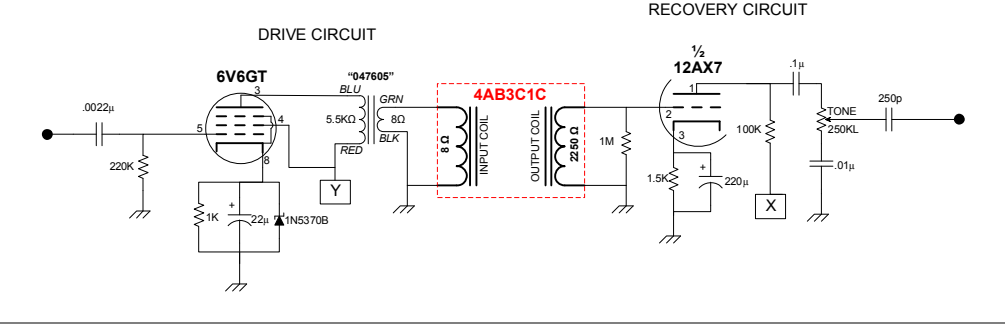 RECOVERY CIRCUIT
DRIVE CIRCUIT
½
12AX7
6V6GT
"047605"
4AB3C1C
.0022µ
220K
5
3
4
8
BLU
5.5KΩ
RED
GRN
8Ω
BLK
Y
1K
+
22µ
1N5370B
8 Ω
INPUT COIL
OUTPUT COIL
2250 Ω
1M
1
2
3
1.5K
+
220µ
100K
X
.1µ
TONE
250KL
.01µ
250p